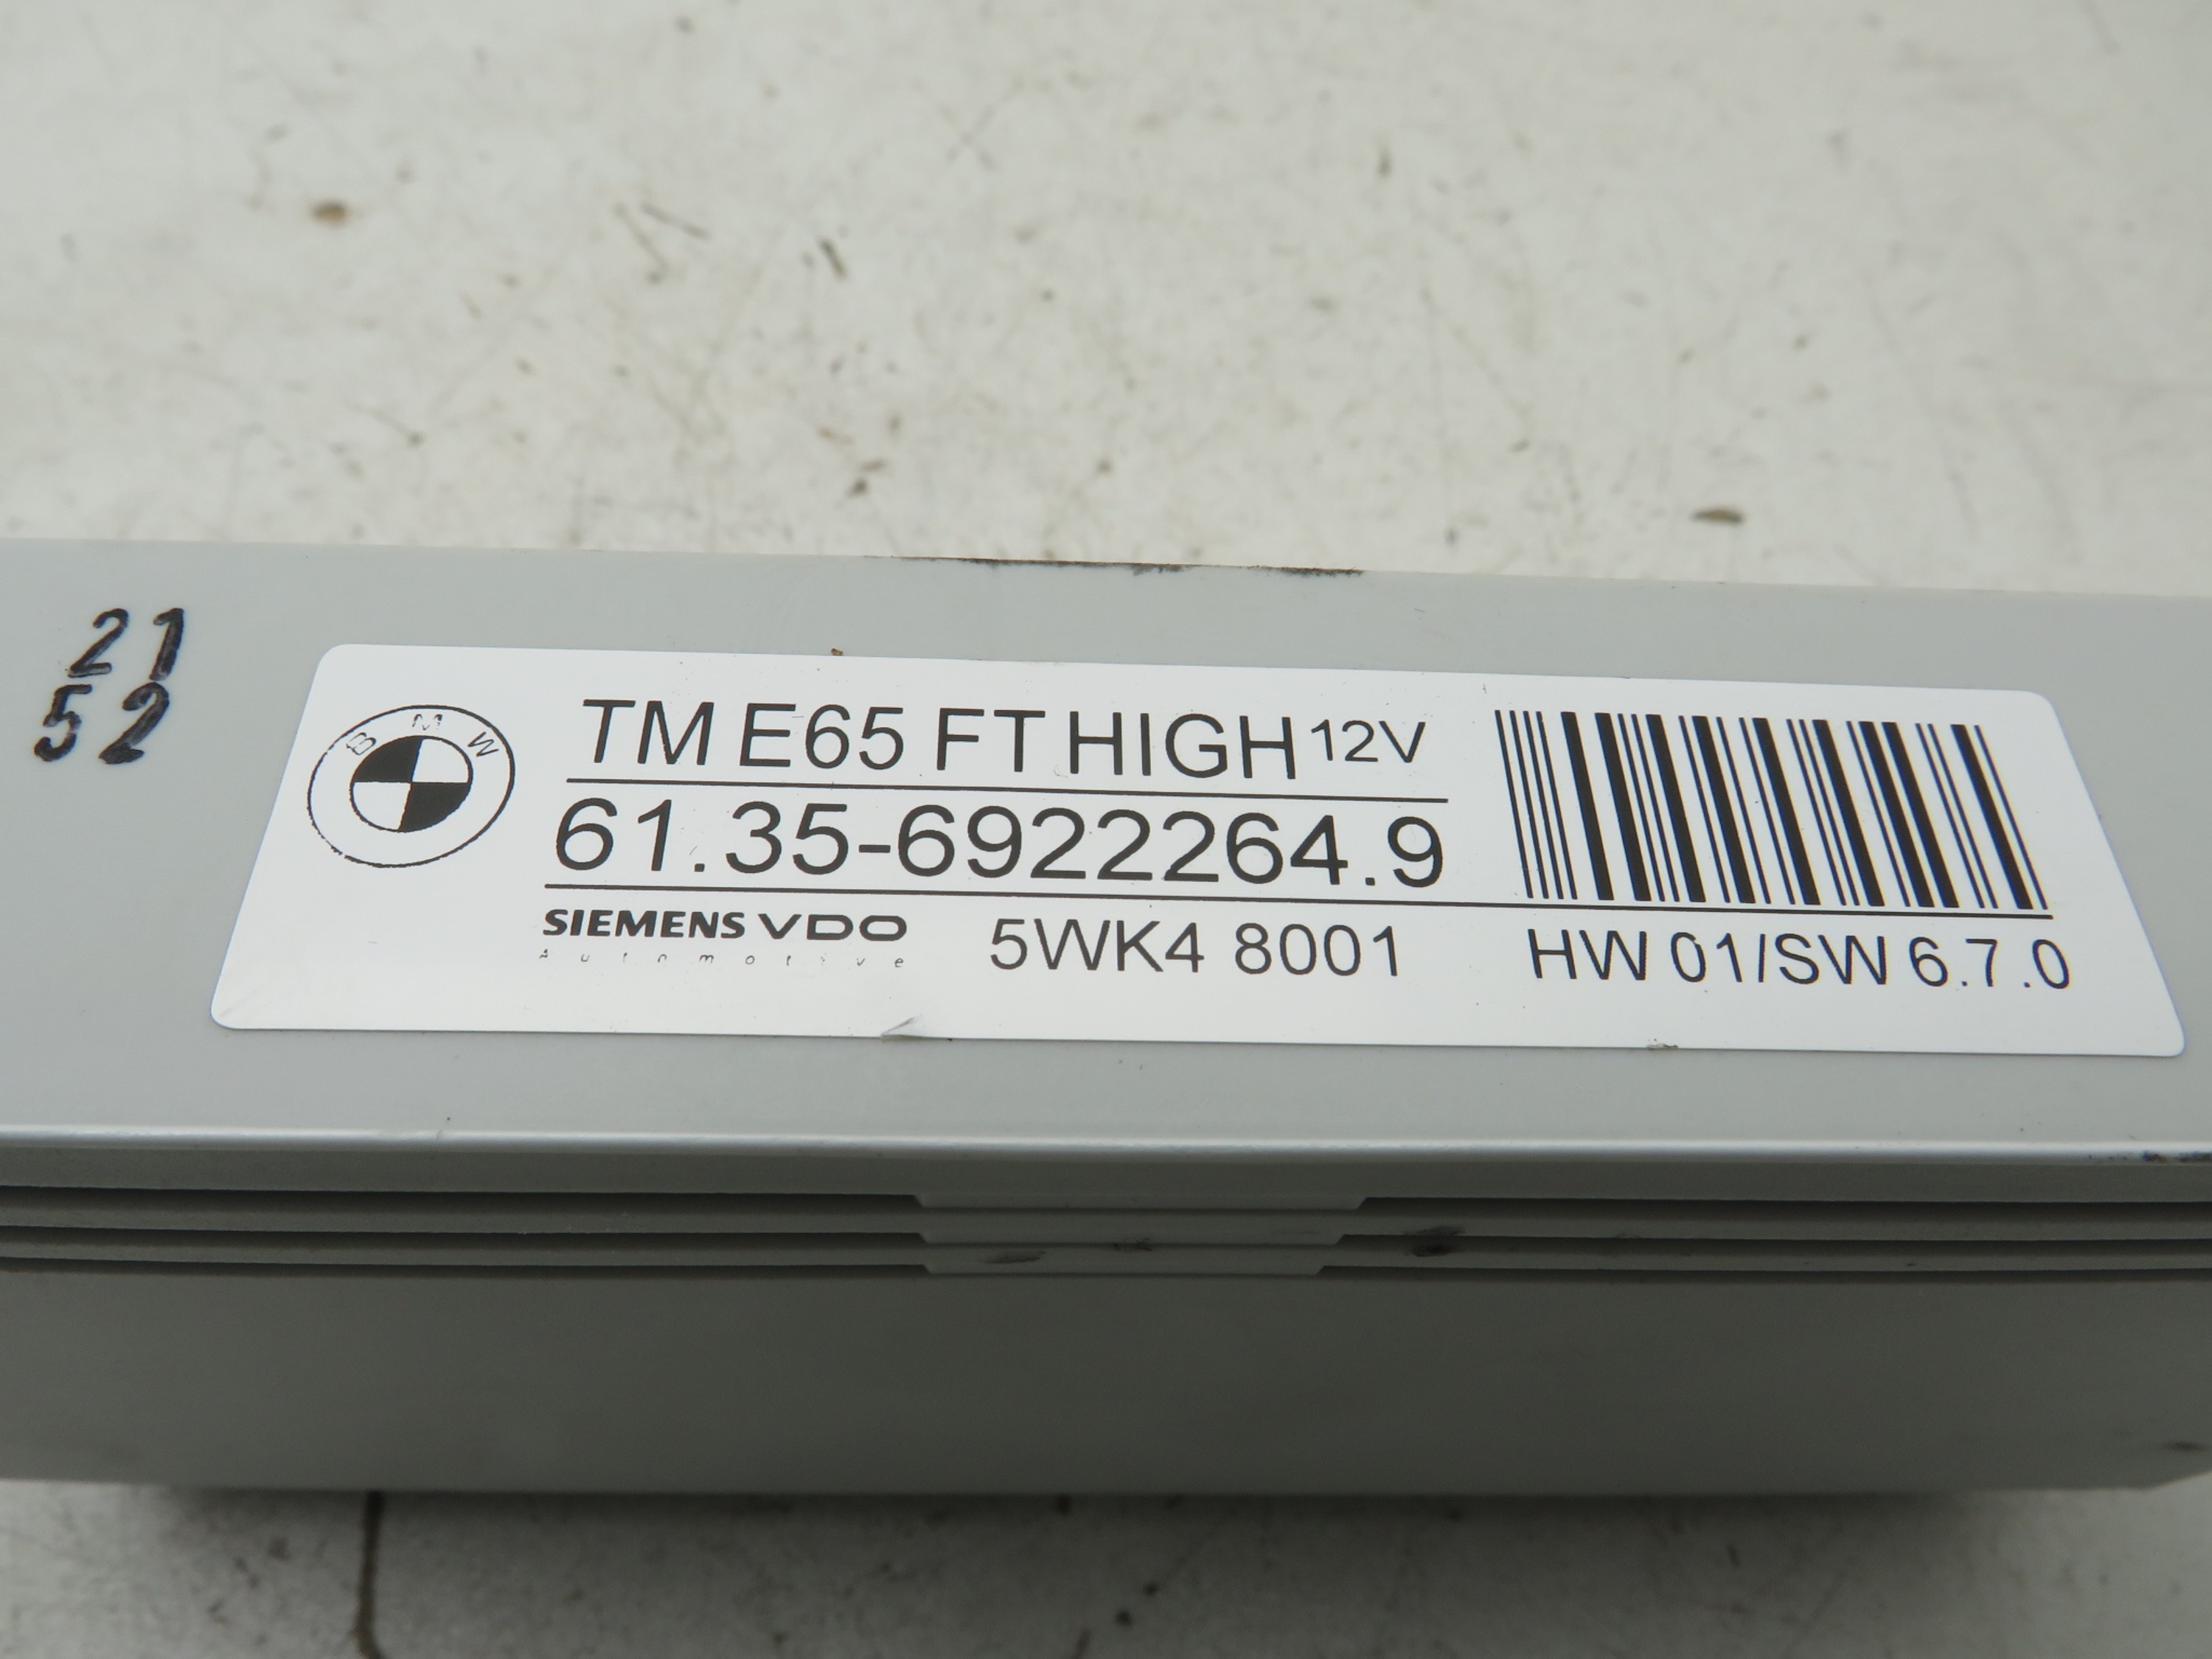 21
52
BMW
TM E65 FT HIGH 12V
61.35-6922264.9
SIEMENS VDO
Automotive
5WK4 8001
HW 01/SW 6.7.0